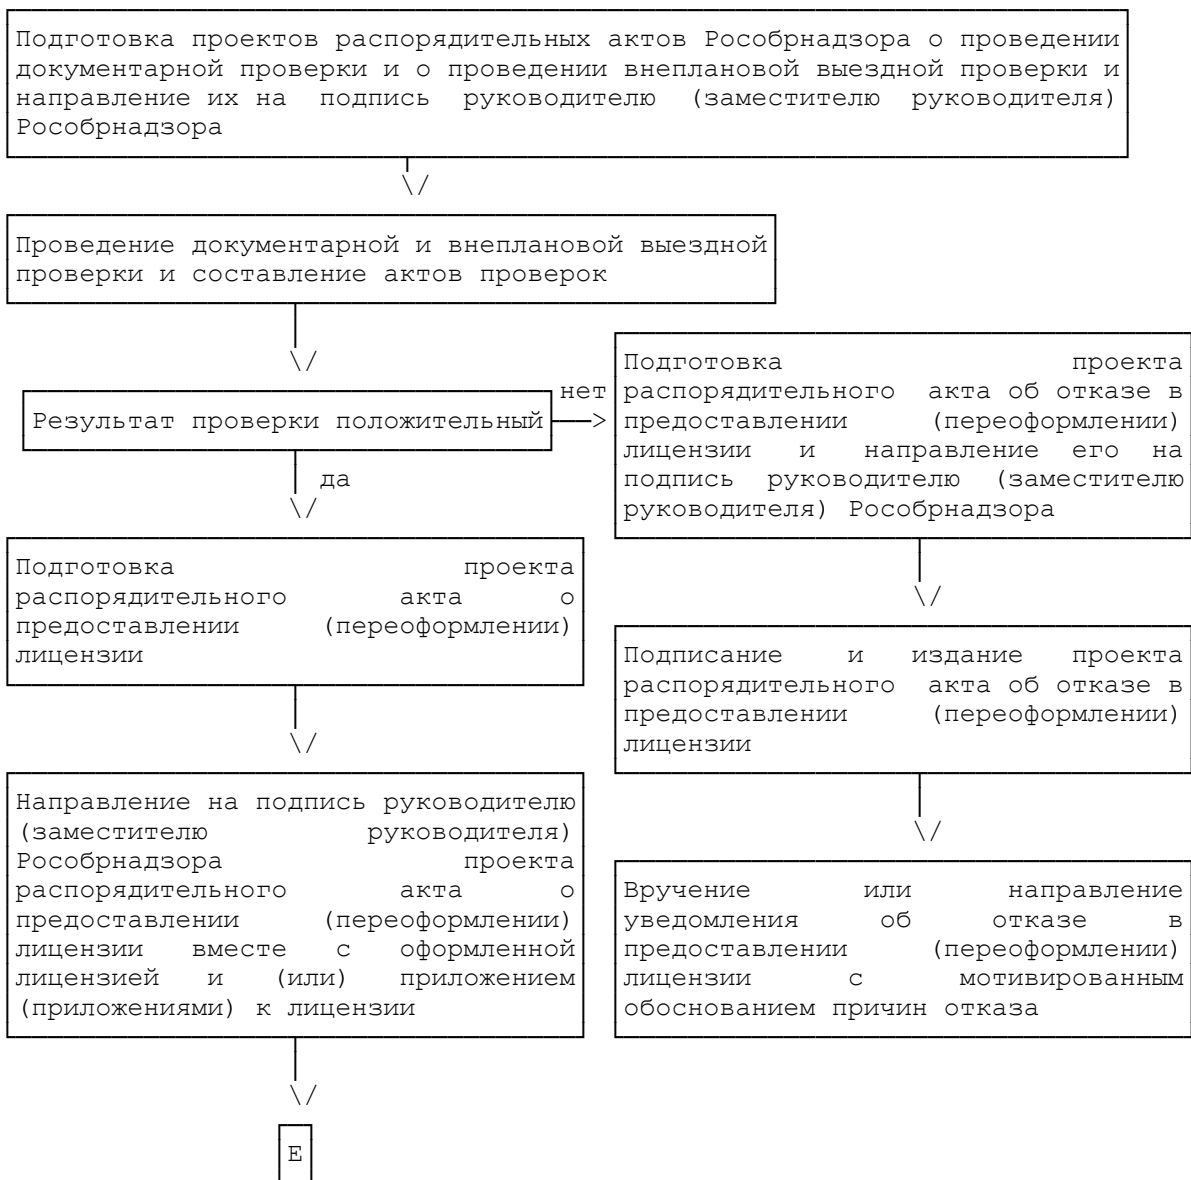 Подготовка проектов распорядительных актов Рособрнадзора о проведении
документарной проверки и о проведении внеплановой выездной проверки и
направление их на подпись руководителю (заместителю руководителя)
Рособрнадзора
\/
Проведение документарной и внеплановой выездной
проверки и составление актов проверок
\/
Результат проверки положительный
нет
——>
Подготовка проекта
распорядительного акта об отказе в
предоставлении (переоформлении)
лицензии и направление его на
подпись руководителю (заместителю
руководителя) Рособрнадзора
да
\/
Подготовка проекта
распорядительного акта о
предоставлении (переоформлении)
лицензии
\/
Подписание и издание проекта
распорядительного акта об отказе в
предоставлении (переоформлении)
лицензии
\/
Направление на подпись руководителю
(заместителю руководителя)
Рособрнадзора проекта
распорядительного акта о
предоставлении (переоформлении)
лицензии вместе с оформленной
лицензией и (или) приложением
(приложениями) к лицензии
\/
Вручение или направление
уведомления об отказе в
предоставлении (переоформлении)
лицензии с мотивированным
обоснованием причин отказа
\/
Е